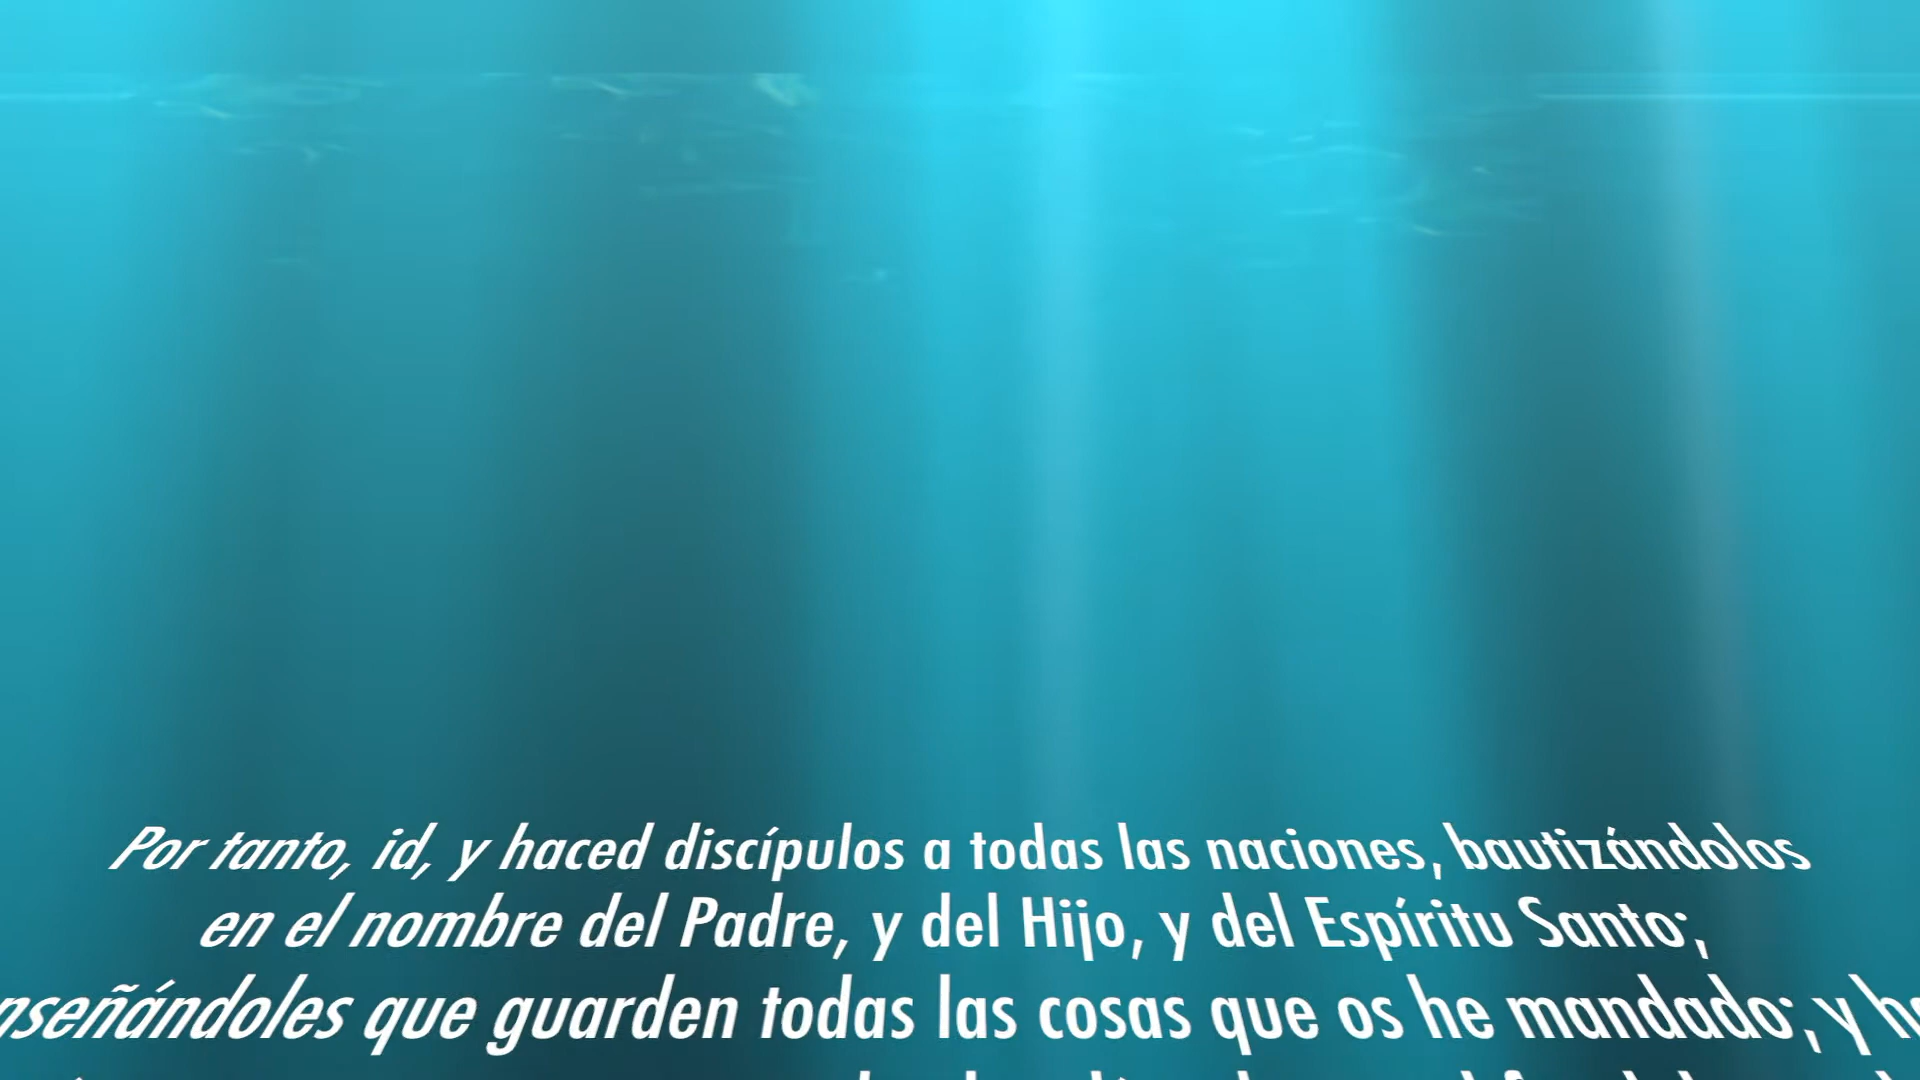 Por tanto, id, y haced discípulos a todas las naciones, bautizándolos
en el nombre del Padre, y del Hijo, y del Espíritu Santo;
que guarden todas las cosas que os he mandado; y